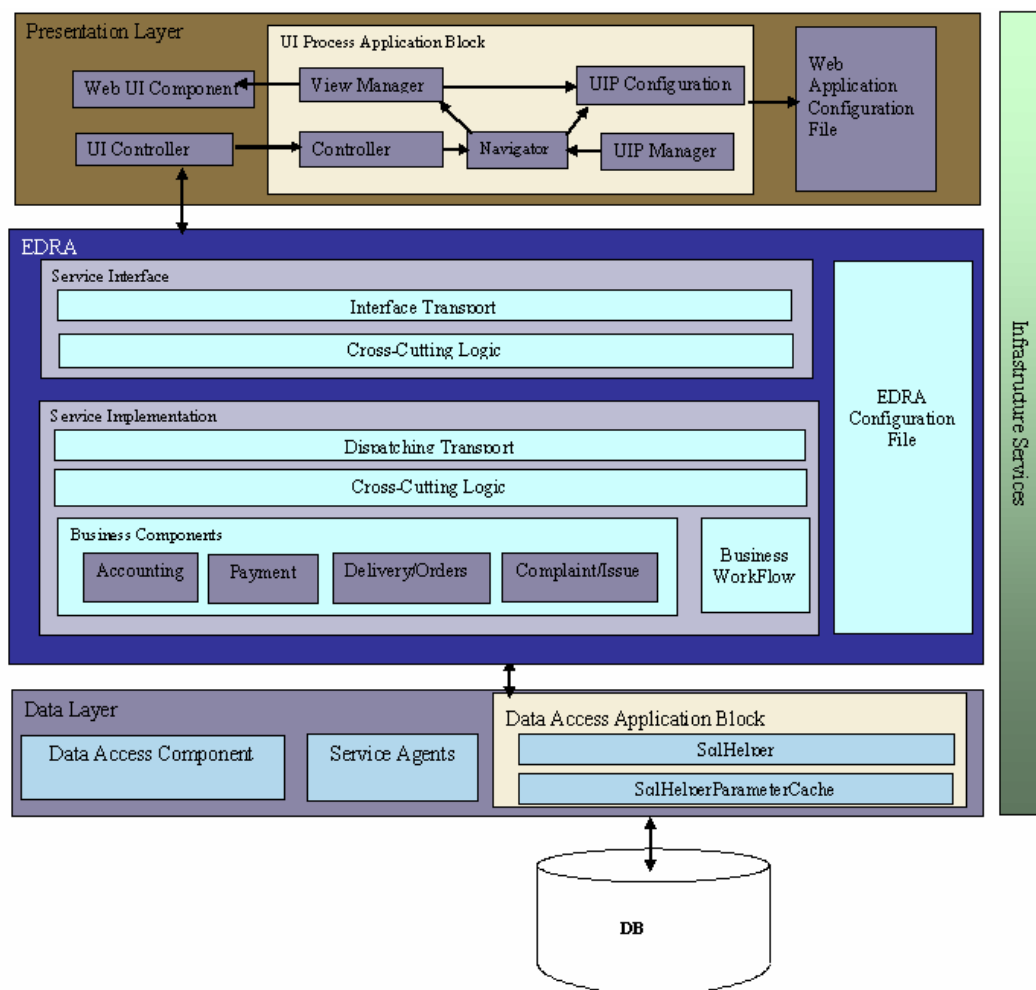 Presentation Layer
UI Process Application Block
Web UI Component
View Manager
UIP Configuration
Web
Application
Configuration
File
UI Controller
Controller
Navigator
UIP Manager
EDRA
Service Interface
Interface Transport
Cross-Cutting Logic
EDRA
Configuration
File
Service Implementation
Dispatching Transport
Cross-Cutting Logic
Business Components
Accounting
Payment
Delivery/Orders
Complaint/Issue
Business
WorkFlow
Infrastructure Services
Data Layer
Data Access Component
Service Agents
Data Access Application Block
SqlHelper
SqlHelperParameterCache
DB